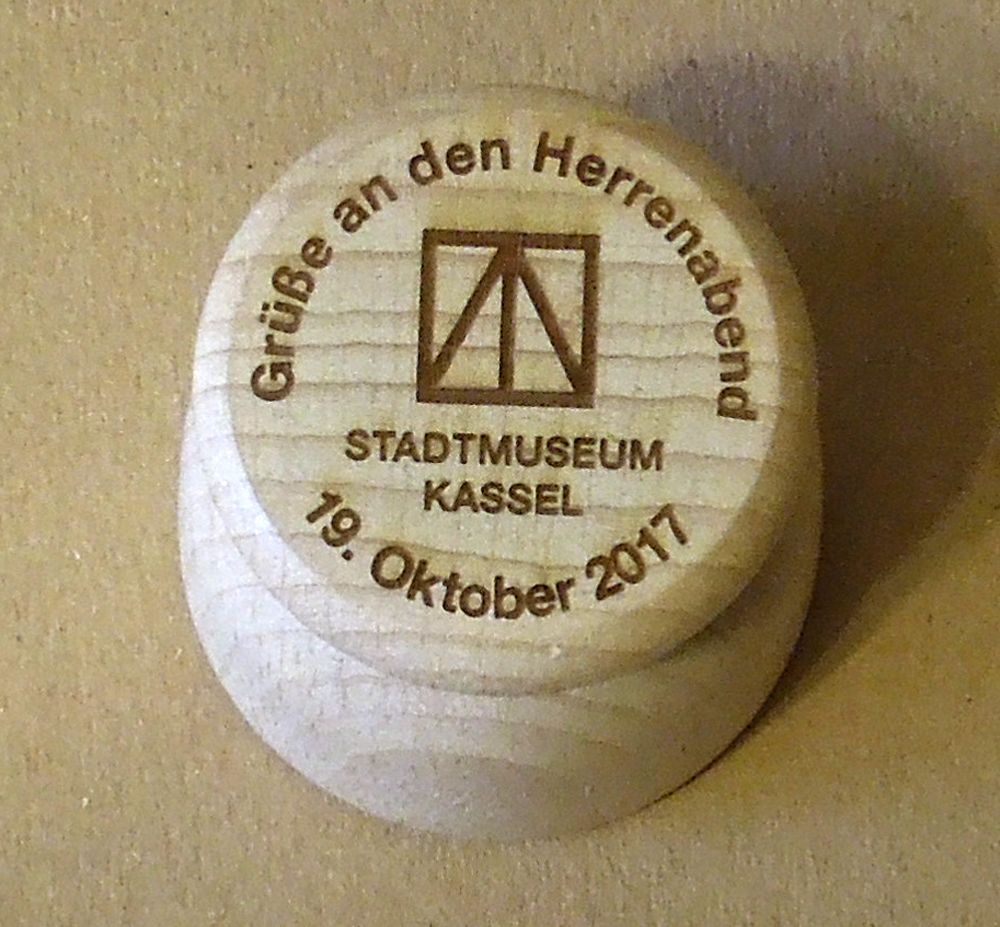 Grüße an den Herrenabend
STADTMUSEUM
KASSEL
19. Oktober 2017